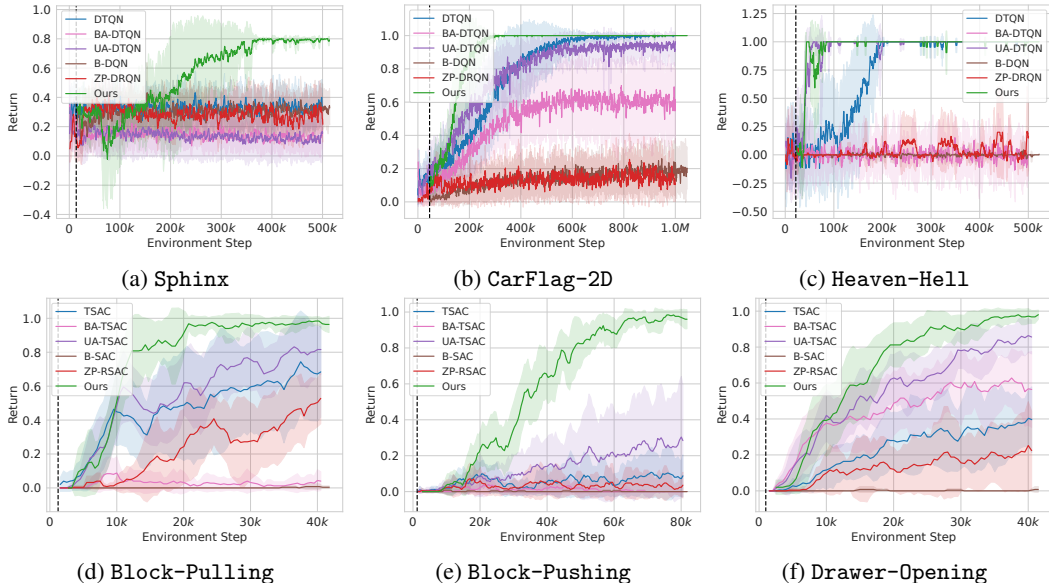 DTQN
BA-DTQN
UA-DTQN
B-DQN
ZP-DRQN
Ours
Return
0.8
0.6
0.4
0.2
0.0
−0.2
−0.4
0 100k 200k 300k 400k 500k
Environment Step
(a) Sphinx
DTQN
BA-DTQN
UA-DTQN
B-DQN
ZP-DRQN
Ours
Return
1.0
0.8
0.6
0.4
0.2
0.0
0 200k 400k 600k 800k 1.0M
Environment Step
(b) CarFlag-2D
DTQN
BA-DTQN
UA-DTQN
B-DQN
ZP-DRQN
Ours
Return
1.25
1.00
0.75
0.50
0.25
0.00
−0.25
−0.50
0 100k 200k 300k 400k 500k
Environment Step
(c) Heaven-Hell
TSAC
BA-TSAC
UA-TSAC
B-SAC
ZP-RSAC
Ours
Return
1.0
0.8
0.6
0.4
0.2
0.0
0 10k 20k 30k 40k
Environment Step
(d) Block-Pulling
TSAC
BA-TSAC
UA-TSAC
B-SAC
ZP-RSAC
Ours
Return
1.0
0.8
0.6
0.4
0.2
0.0
0 20k 40k 60k 80k
Environment Step
(e) Block-Pushing
TSAC
BA-TSAC
UA-TSAC
B-SAC
ZP-RSAC
Ours
Return
1.0
0.8
0.6
0.4
0.2
0.0
0 10k 20k 30k 40k
Environment Step
(f) Drawer-Opening